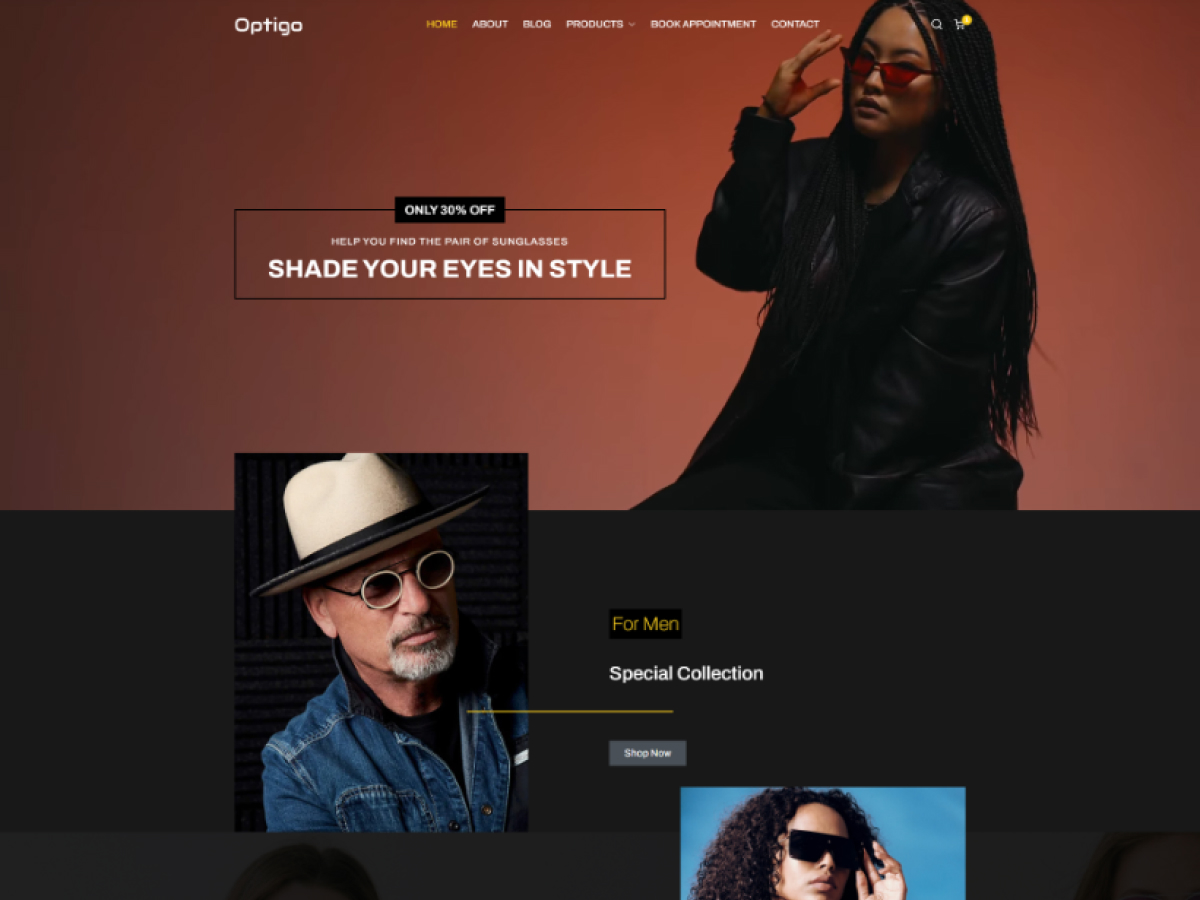 Optigo
HOME ABOUT BLOG PRODUCTS BOOK APPOINTMENT CONTACT
ONLY 30% OFF
HELP YOU FIND THE PAIR OF SUNGLASSES
SHADE YOUR EYES IN STYLE
For Men
Special Collection
Shop Now